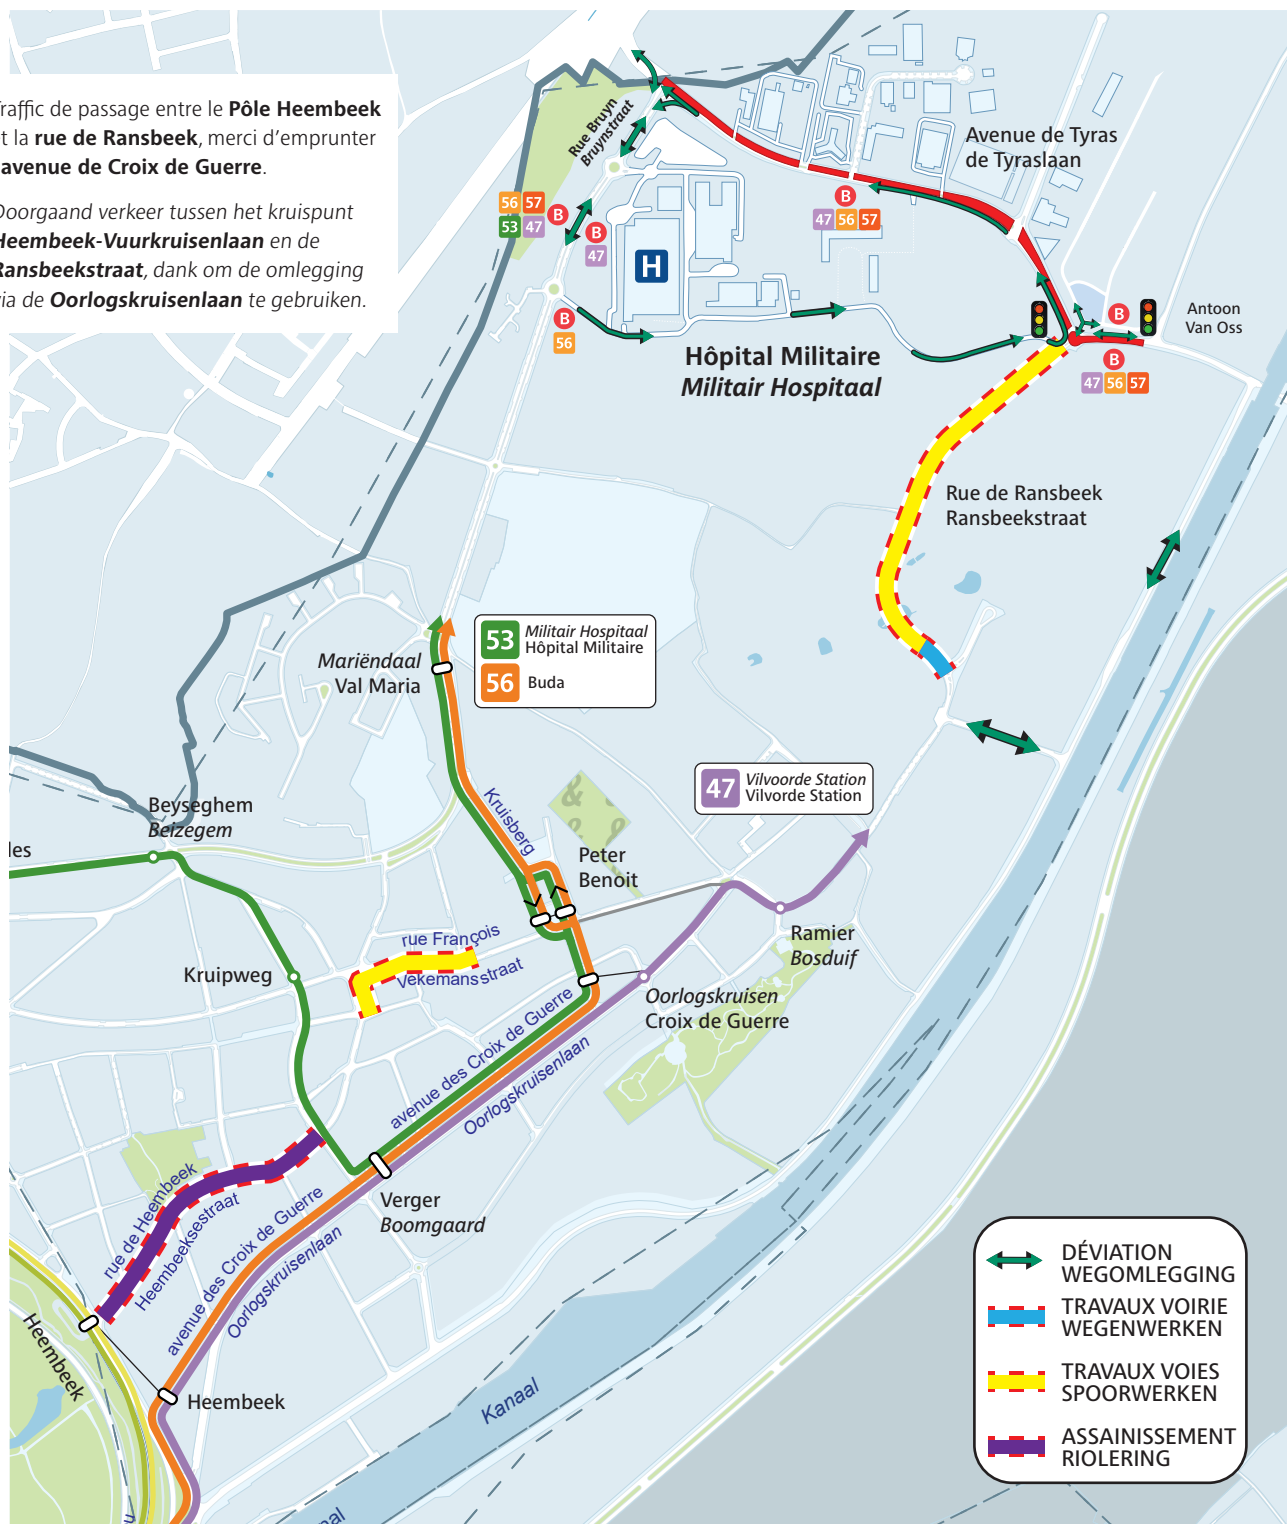 raffic de passage entre le Pôle Heembeek
t la rue de Ransbeek, merci d'emprunter
avenue de Croix de Guerre.
Doorgaand verkeer tussen het kruispunt
Heembeek-Vuurkruisenlaan en de
Ransbeekstraat, dank om de omlegging
via de Oorlogskruisenlaan te gebruiken.
Rue Bruyn
Bruynstraat
Avenue de Tyras
de Tyraslaan
56 57
53 47
B
B
47
B
47 56 57
H
B
56
B
Antoon
Van Oss
B
47 56 57
Hôpital Militaire
Militair Hospitaal
Rue de Ransbeek
Ransbeekstraat
53 Militair Hospitaal
Hôpital Militaire
56 Buda
Mariëndaal
Val Maria
47 Vilvoorde Station
Vilvorde Station
Beyseghem
Beizegem
les
Kruisberg
& &
Peter
Benoit
rue François
Vekemansstraat
Ramier
Bosduif
Kruipweg
Oorlogskruisen
Croix de Guerre
avenue des Croix de Guerre
Oorlogskruisenlaan
rue de Heembeek
Heembeeksestraat
Verger
Boomgaard
avenue des Croix de Guerre
Oorlogskruisenlaan
Heembeek
Heembeek
Kanaal
nal
DÉVIATION
WEGOMLEGGING
TRAVAUX VOIRIE
WEGENWERKEN
TRAVAUX VOIES
SPOORWERKEN
ASSAINISSEMENT
RIOLERING